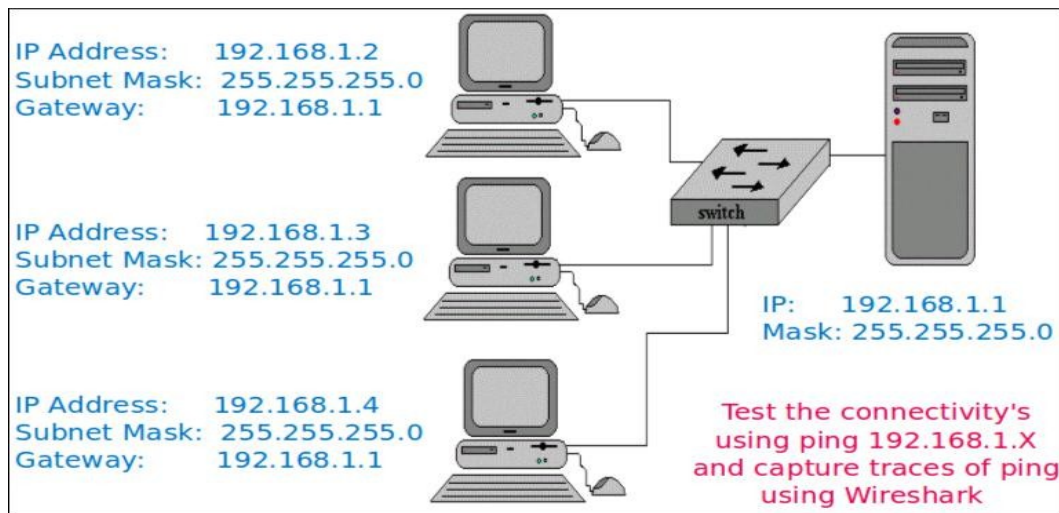 IP Address: 192.168.1.2
Subnet Mask: 255.255.255.0
Gateway: 192.168.1.1
switch
IP Address: 192.168.1.3
Subnet Mask: 255.255.255.0
Gateway: 192.168.1.1
IP: 192.168.1.1
Mask: 255.255.255.0
IP Address: 192.168.1.4
Subnet Mask: 255.255.255.0
Gateway: 192.168.1.1
Test the connectivity's
using ping 192.168.1.X
and capture traces of ping
using Wireshark